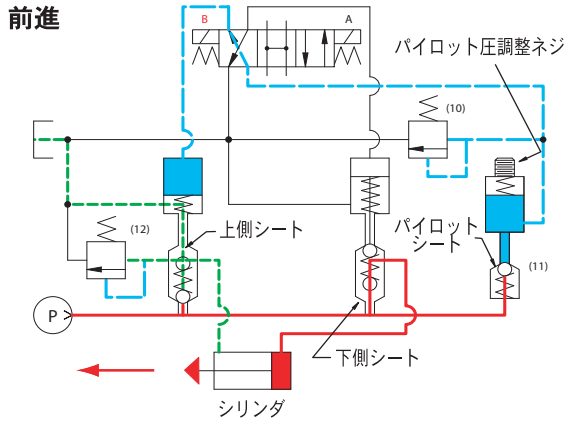 前進
B
A
パイロット圧調整ネジ
(10)
(12)
上側シート
パイロット
シート
(11)
P
下側シート
シリンダ